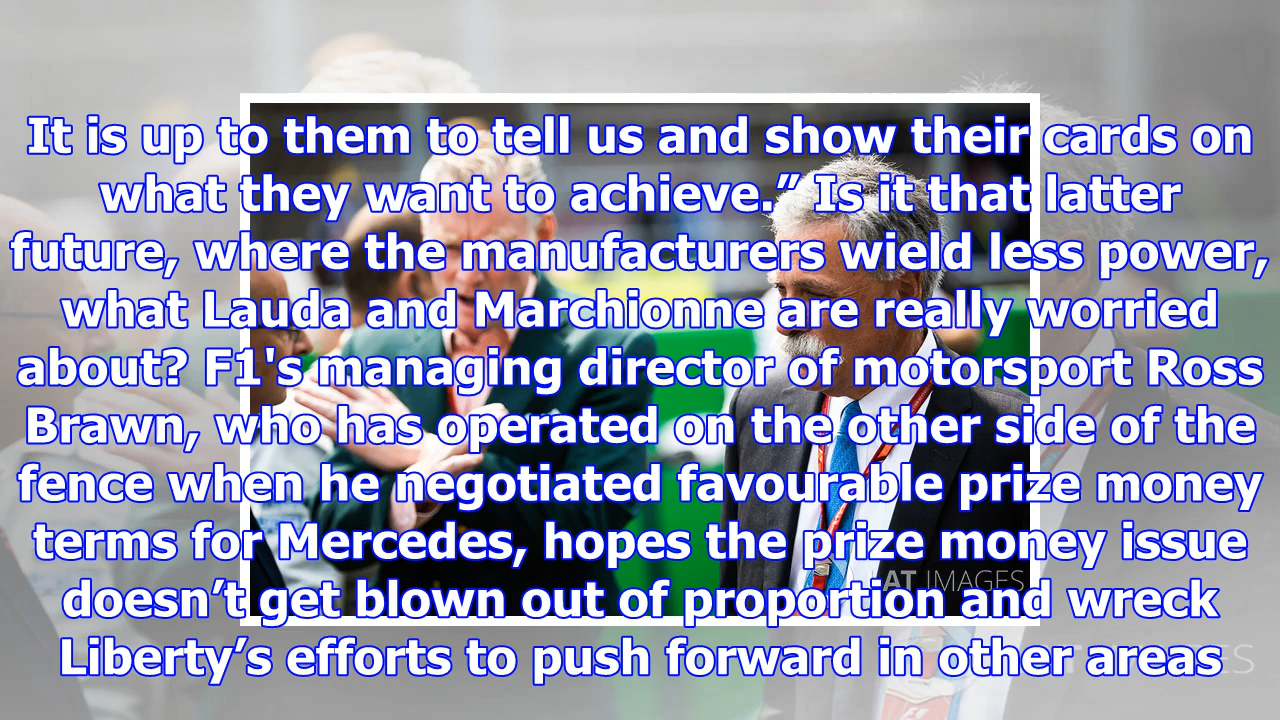 It is up to them to tell us and show their cards on
what they want to achieve.” Is it that latter
future, where the manufacturers wield less power,
what Lauda and Marchionne are really worried
about? F1's managing director of motorsport Ross
Brawn, who has operated on the other side of the
fence when he negotiated favourable prize money
terms for Mercedes, hopes the prize money issue
doesn’t get blown out of proportion and wreck
Liberty’s efforts to push forward in other areas
AT IMAGES